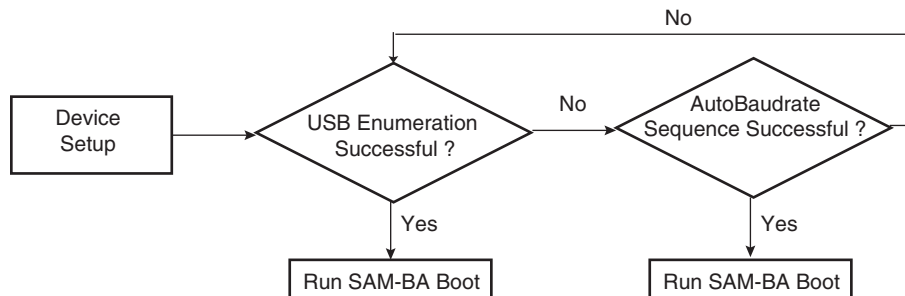 No
Device
Setup
USB Enumeration
Successful ?
No
AutoBaudrate
Sequence Successful ?
Yes
Yes
Run SAM-BA Boot
Run SAM-BA Boot